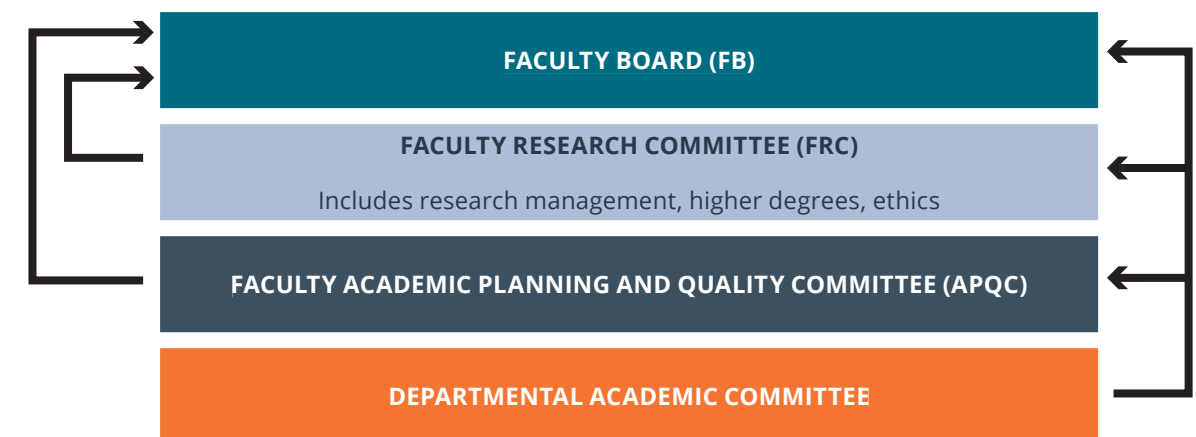 FACULTY BOARD (FB)
FACULTY RESEARCH COMMITTEE (FRC)
Includes research management, higher degrees, ethics
FACULTY ACADEMIC PLANNING AND QUALITY COMMITTEE (APQC)
DEPARTMENTAL ACADEMIC COMMITTEE